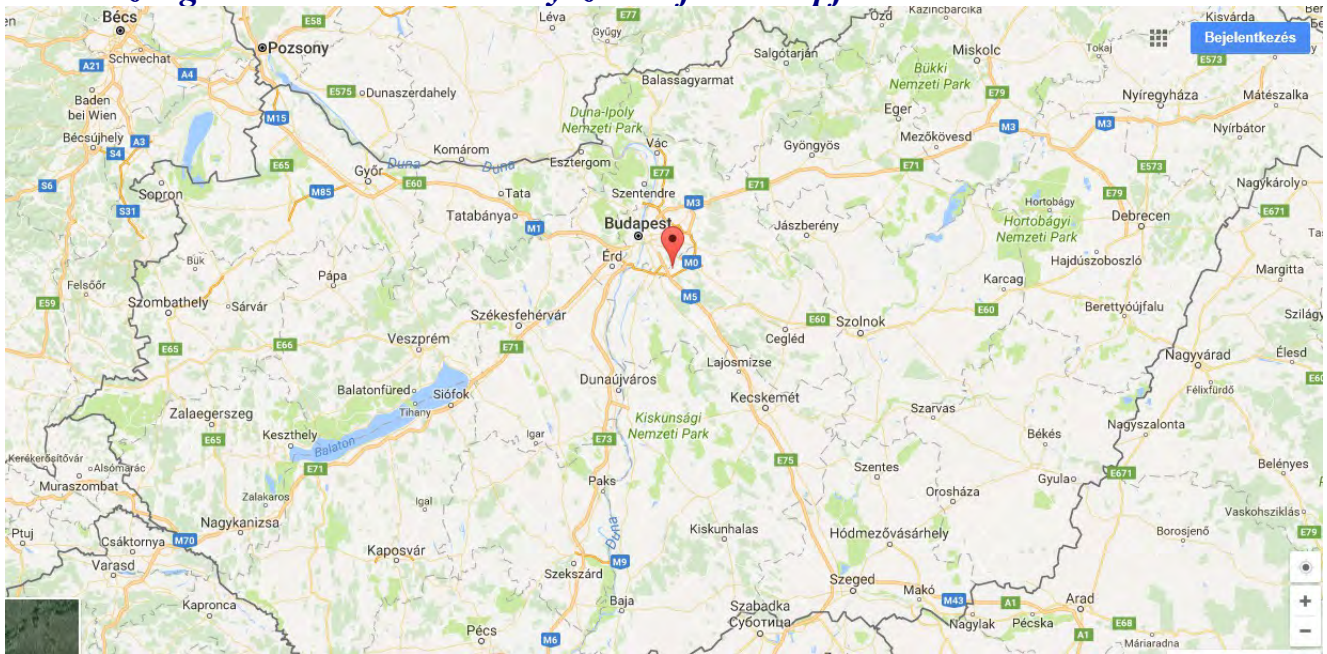 Bécs
E58
Léva
E77
Gyügy
Ózd
Kazincbarcika
Kisvárda
Bejelentkezés
Schwechat
Pozsony
Salgótarján
Miskolc
Tokaj
E573
A21
A4
Balassagyarmat
Bükki
Nemzeti Park
E79
E575
Dunaszerdahely
Nyíregyháza
Mátészalka
Baden
bei Wien
M15
Duna-Ipoly
Nemzeti Park
Eger
M3
M3
Nyírbátor
Bécsújhely
A3
S4
Komárom
Duna
Duna
Vác
Gyöngyös
Mezőkövesd
E65
Győr
E60
Esztergom
E77
E71
E573
S6
Sopron
M85
Tata
Szentendre
E71
E79
Nagykároly
S31
Tatabánya
M1
M3
Budapest
Jászberény
Hortobágy
Hortobágyi
Nemzeti Park
Debrecen
E671
Bük
Pápa
Érd
M0
Hajdúszoboszló
Felsőőr
Karcag
Margitta
E59
Szombathely
Sárvár
M5
Székesfehérvár
E60
Szolnok
E60
Berettyóújfalu
Szilágy
E65
E66
Veszprém
E71
Cegléd
Nagyvárad
Élesd
Lajosmizse
E60
Balatonfüred
Dunaújváros
Félixfürdő
Tihany
Siófok
Kecskemét
Zalaegerszeg
Szarvas
E65
Keszthely
Balaton
Igar
E73
Kiskunsági
Nemzeti Park
Békés
Nagyszalonta
Kerékerősítővár
Alsómarác
E71
E75
Szentes
E671
Belényes
Muraszombat
Zalakaros
Igal
Paks
Orosháza
Gyula
Vaskohsziklás
Ptuj
Nagykanizsa
Duna
Kiskunhalas
Hódmezővásárhely
Borosjenő
E79
Csáktornya
M70
Kaposvár
Varasd
Szekszárd
M9
Szeged
Makó
Kapronca
Baja
Szabadka
Суботица
M43
A1
Arad
Pécs
M6
Nagylak
Pécska
E68
A1
Máriaradna